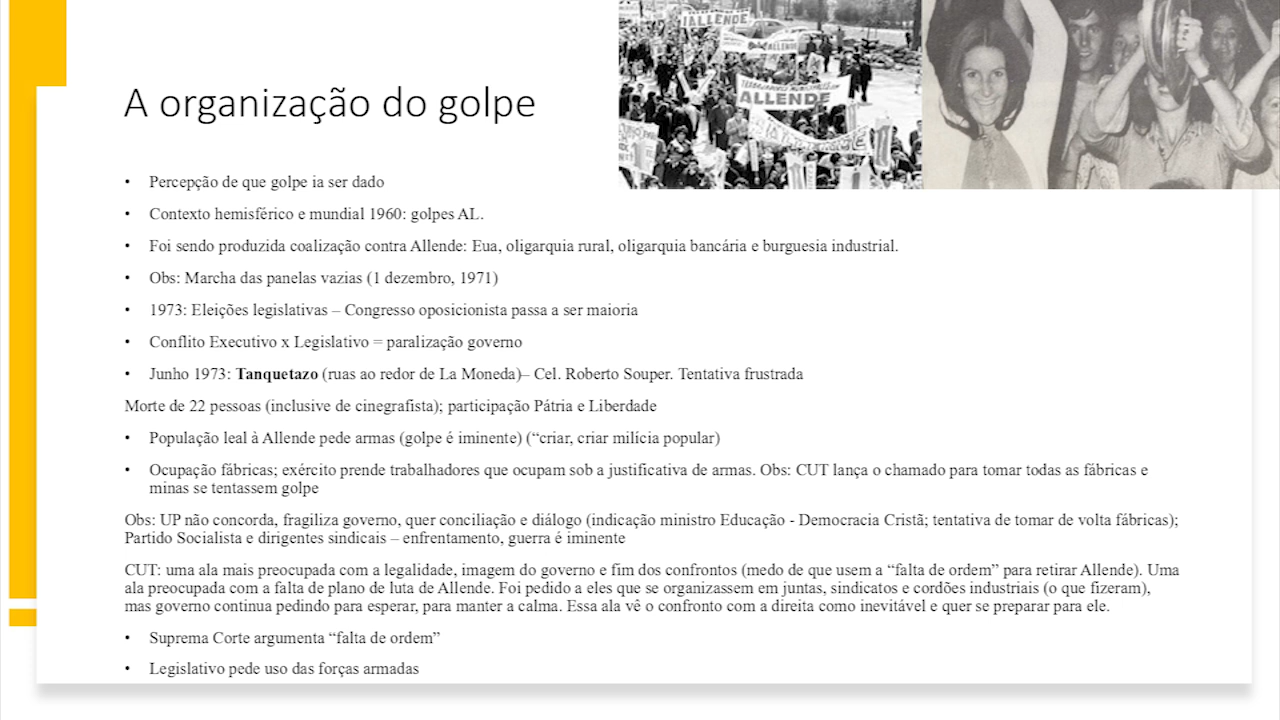 ALLENDE
ALLENDE
ALLENDE
A organização do golpe
• Percepção de que golpe ia ser dado
• Contexto hemisférico e mundial 1960: golpes AL.
• Foi sendo produzida coalização contra Allende: Eua, oligarquia rural, oligarquia bancária e burguesia industrial.
• Obs: Marcha das panelas vazias (1 dezembro, 1971)
• 1973: Eleições legislativas – Congresso oposicionista passa a ser maioria
• Conflito Executivo x Legislativo = paralização governo
• Junho 1973: Tanquetazo (ruas ao redor de La Moneda)– Cel. Roberto Souper. Tentativa frustrada
Morte de 22 pessoas (inclusive de cinegrafista); participação Pátria e Liberdade
• População leal à Allende pede armas (golpe é iminente) (“criar, criar milícia popular)
• Ocupação fábricas; exército prende trabalhadores que ocupam sob a justificativa de armas. Obs: CUT lança o chamado para tomar todas as fábricas e
minas se tentassem golpe
Obs: UP não concorda, fragiliza governo, quer conciliação e diálogo (indicação ministro Educação - Democracia Cristã; tentativa de tomar de volta fábricas);
Partido Socialista e dirigentes sindicais – enfrentamento, guerra é iminente
CUT: uma ala mais preocupada com a legalidade, imagem do governo e fim dos confrontos (medo de que usem a “falta de ordem” para retirar Allende). Uma
ala preocupada com a falta de plano de luta de Allende. Foi pedido a eles que se organizassem em juntas, sindicatos e cordões industriais (o que fizeram),
mas governo continua pedindo para esperar, para manter a calma. Essa ala vê o confronto com a direita como inevitável e quer se preparar para ele.
• Suprema Corte argumenta “falta de ordem”
• Legislativo pede uso das forças armadas